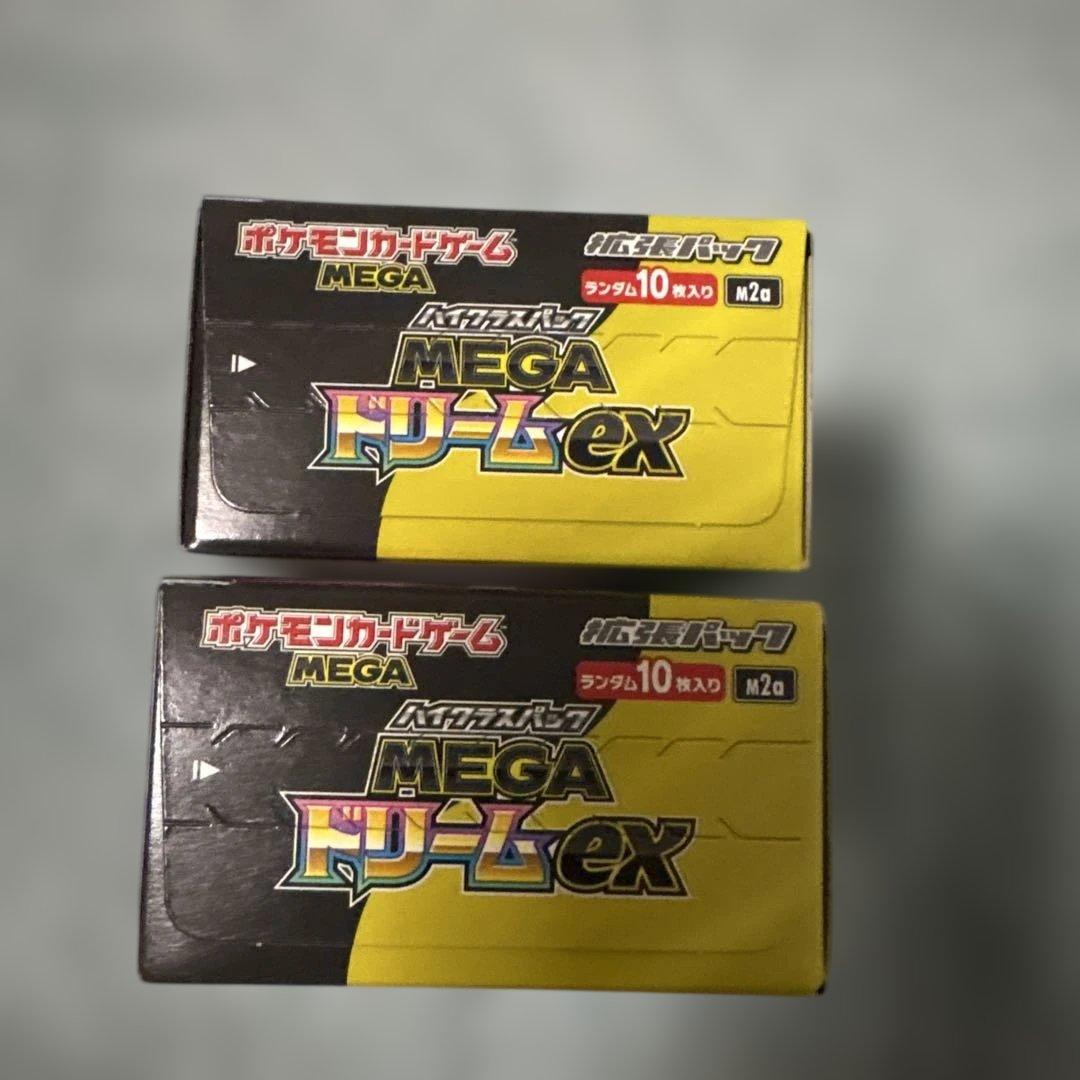 ポケモンカードゲーム
MEGA
拡張パック
ランダム10枚入り
M2a
ハイクラスパック
MEGA
ドリームex
ポケモンカードゲーム
MEGA
拡張パック
ランダム10枚入り
M2a
ハイクラスパック
MEGA
ドリームex